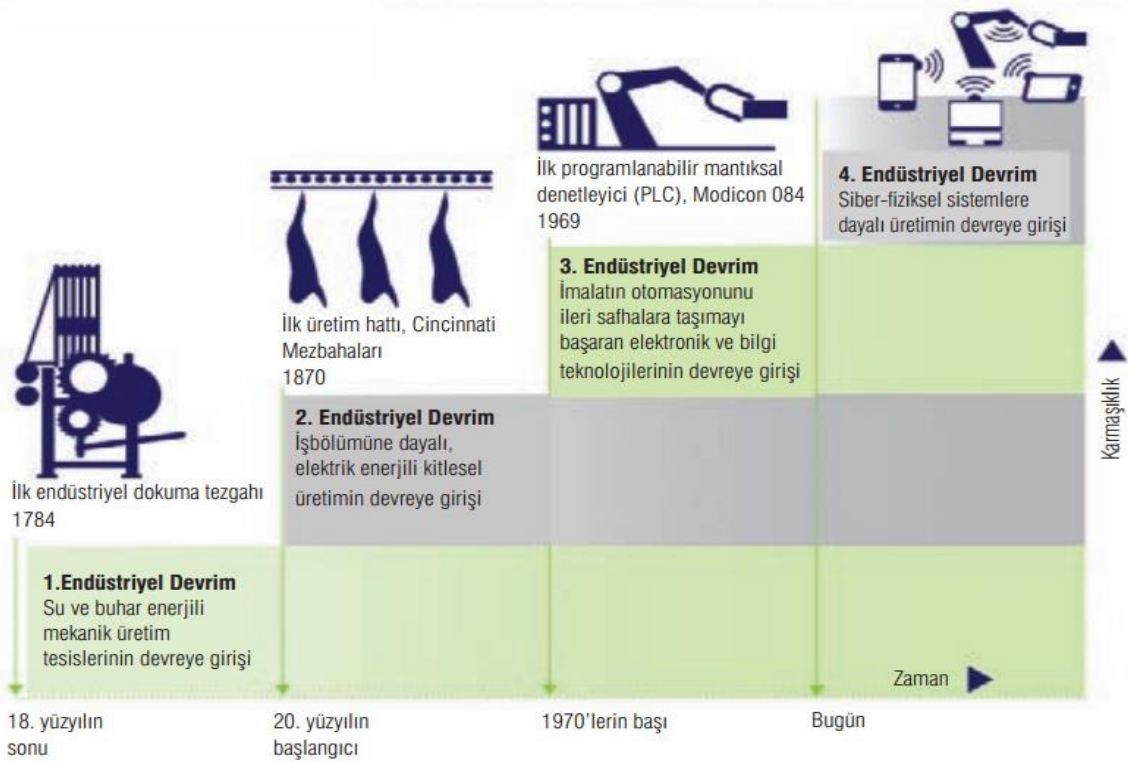 İlk programlanabilir mantıksal
denetleyici (PLC), Modicon 084
1969
4. Endüstriyel Devrim
Siber-fiziksel sistemlere
dayalı üretimin devreye girişi
3. Endüstriyel Devrim
İmalatın otomasyonunu
ileri safhalara taşımayı
başaran elektronik ve bilgi
teknolojilerinin devreye girişi
İlk üretim hattı, Cincinnati
Mezbahaları
1870
2. Endüstriyel Devrim
İşbölümüne dayalı,
elektrik enerjili kitlesel
üretimin devreye girişi
İlk endüstriyel dokuma tezgahı
1784
1.Endüstriyel Devrim
Su ve buhar enerjili
mekanik üretim
tesislerinin devreye girişi
Karmaşıklık
Zaman
18. yüzyılın
sonu
20. yüzyılın
başlangıcı
1970'lerin başı
Bugün